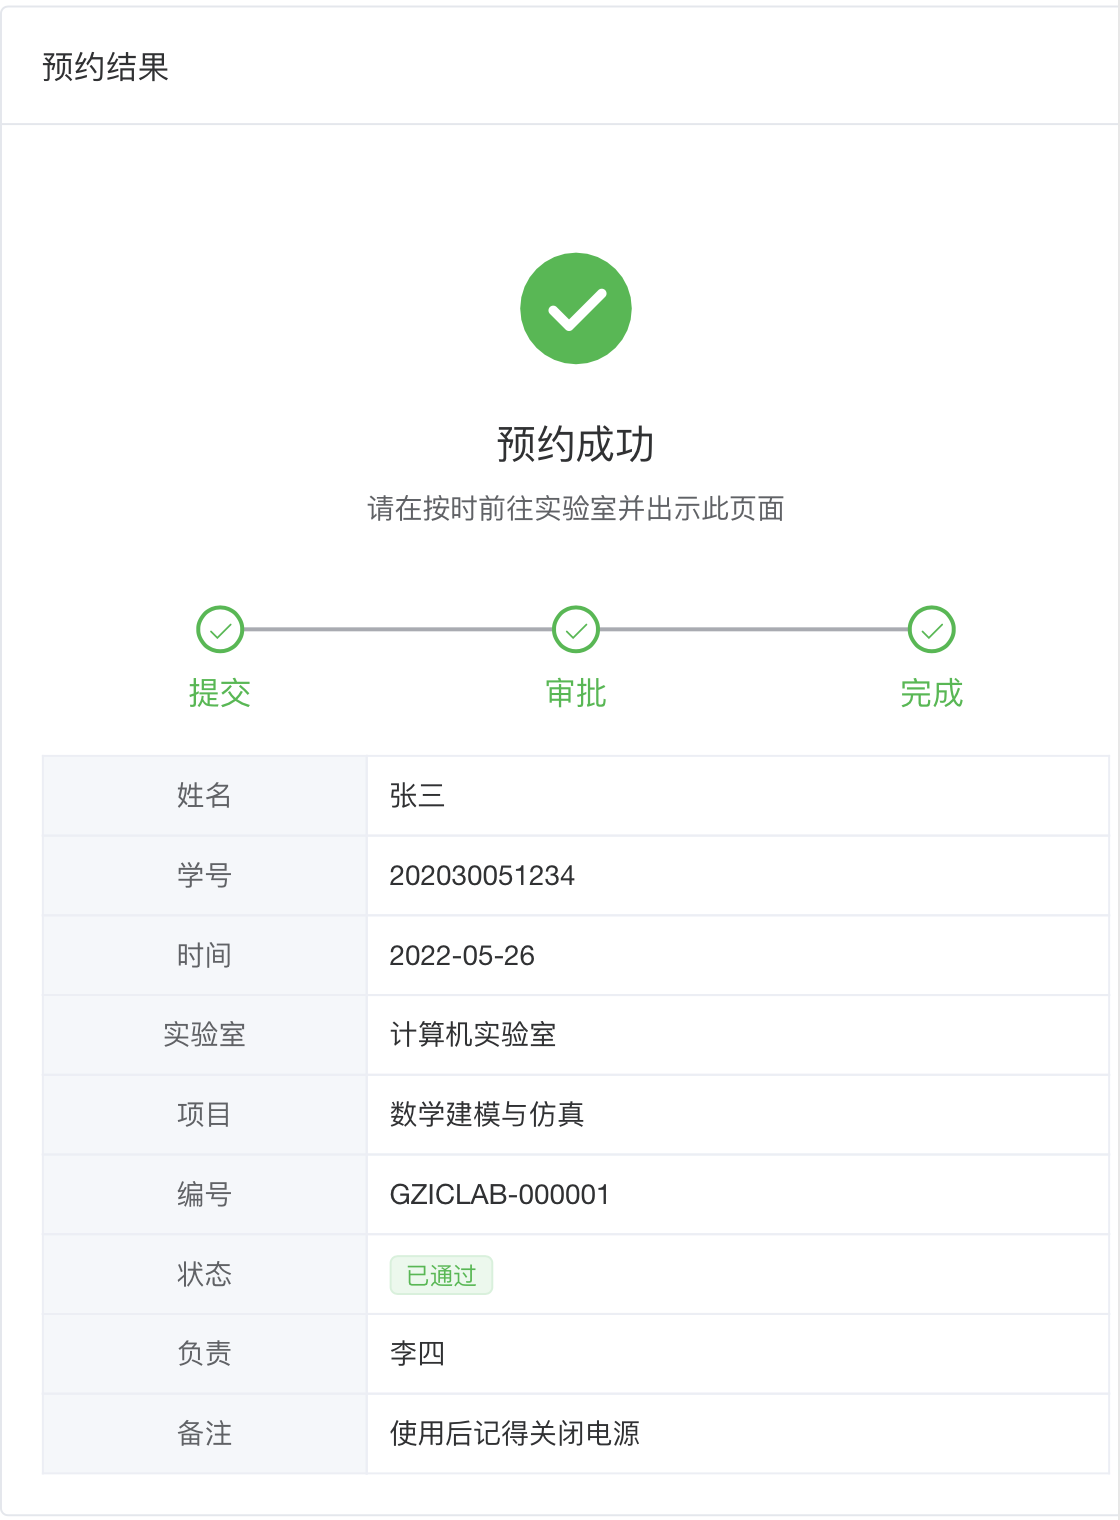 预约结果
预约成功
请在按时前往实验室并出示此页面
提交 审批 完成
姓名 张三
学号 202030051234
时间 2022-05-26
实验室 计算机实验室
项目 数学建模与仿真
编号 GZICLAB-000001
状态 已通过
负责 李四
备注 使用后记得关闭电源